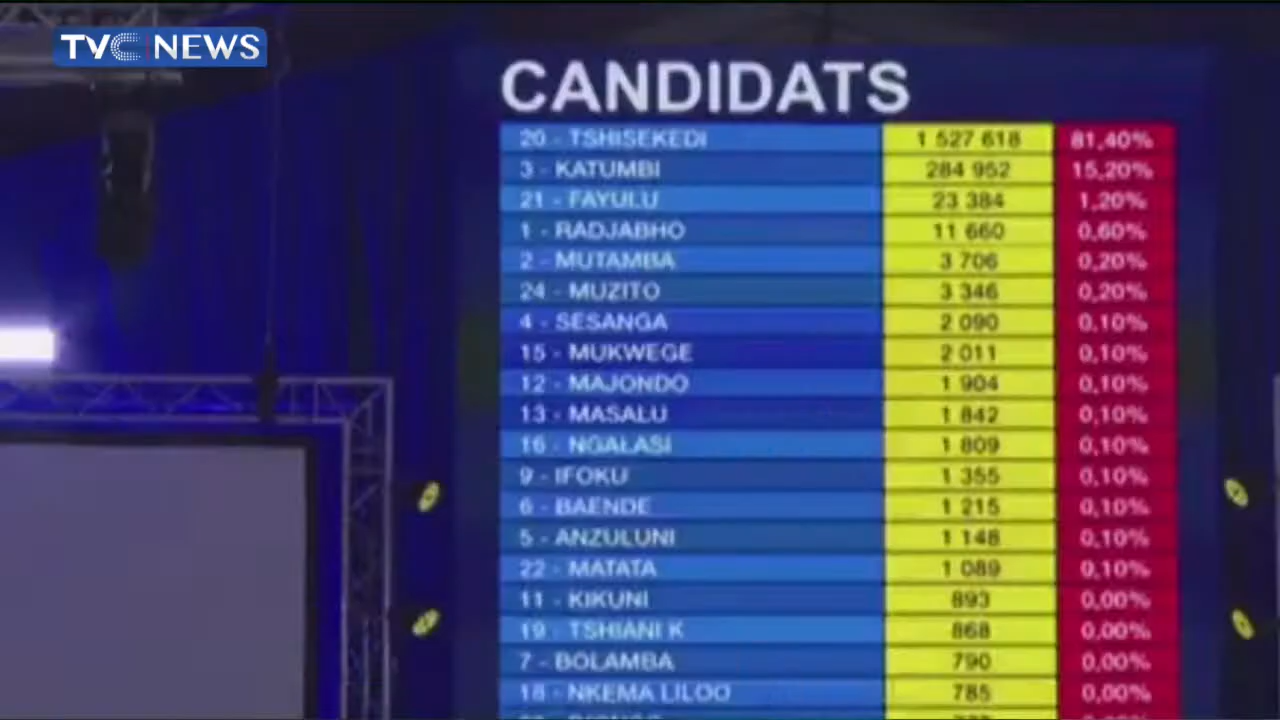 TVC NEWS
CANDIDATS
20 - TSHISEKEDI 1 527 618 81,40%
3 - KATUMBI 284 952 15,20%
21 - FAYULU 23 384 1,20%
1 - RADJABHO 11 660 0,60%
2 - MUTAMBA 3 706 0,20%
24 - MUZITO 3 346 0,20%
4 - SESANGA 2 090 0,10%
15 - MUKWEGE 2 011 0,10%
12 - MAJONDO 1 904 0,10%
13 - MASALU 1 842 0,10%
16 - NGALASI 1 809 0,10%
9 - IFOKU 1 355 0,10%
6 - BAENDE 1 215 0,10%
5 - ANZULUNI 1 148 0,10%
22 - MATATA 1 089 0,10%
11 - KIKUNI 893 0,00%
19 - TSHIANI K 868 0,00%
7 - BOLAMBA 790 0,00%
18 - NKEMA LILOO 785 0,00%